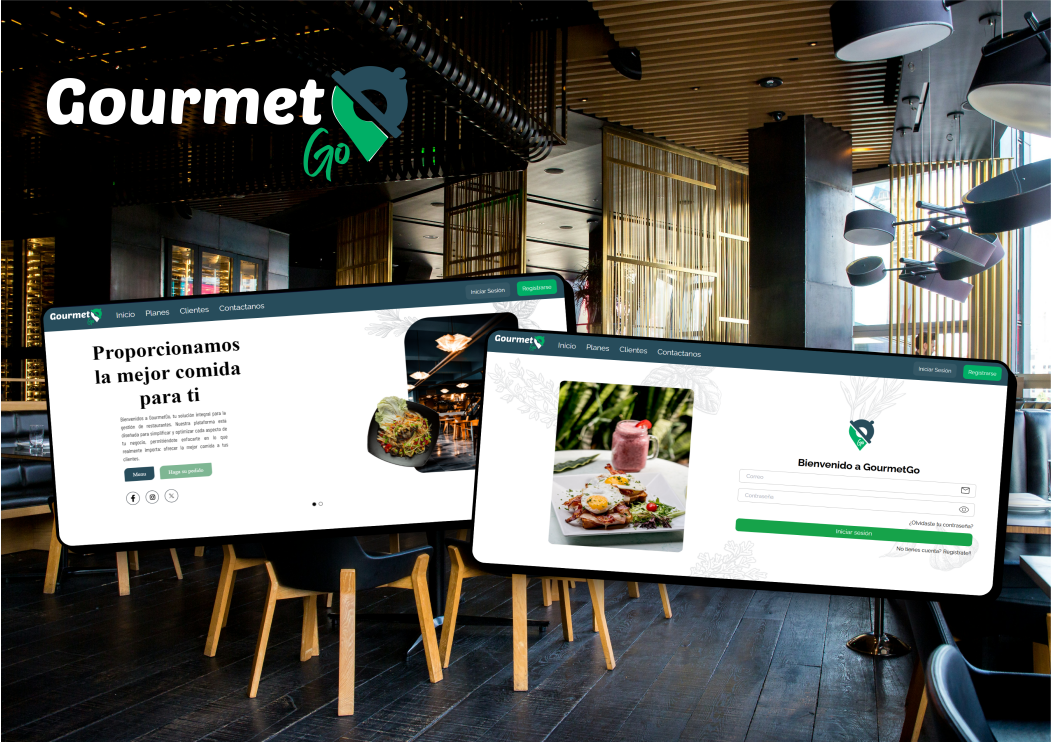 Gourmet
Go
Gourmet
Go
Inicio Planes Clientes Contactanos
Iniciar Sesión
Registrarse
Proporcionamos
la mejor comida
para ti
Bienvenidos a GourmetGo, tu solución integral para la
gestión de restaurantes. Nuestra plataforma está
diseñada para simplificar y optimizar cada aspecto de
tu negocio, permitiéndote enfocarte en lo que
realmente importa: ofrecer la mejor comida a tus
clientes.
Menu
Haga su pedido
Gourmet
Go
Inicio Planes Clientes Contactanos
Iniciar Sesión
Registrarse
Go
Bienvenido a GourmetGo
Correo
Contraseña
¿Olvidaste tu contraseña?
Iniciar sesión
No tienes cuenta? Registrate!!